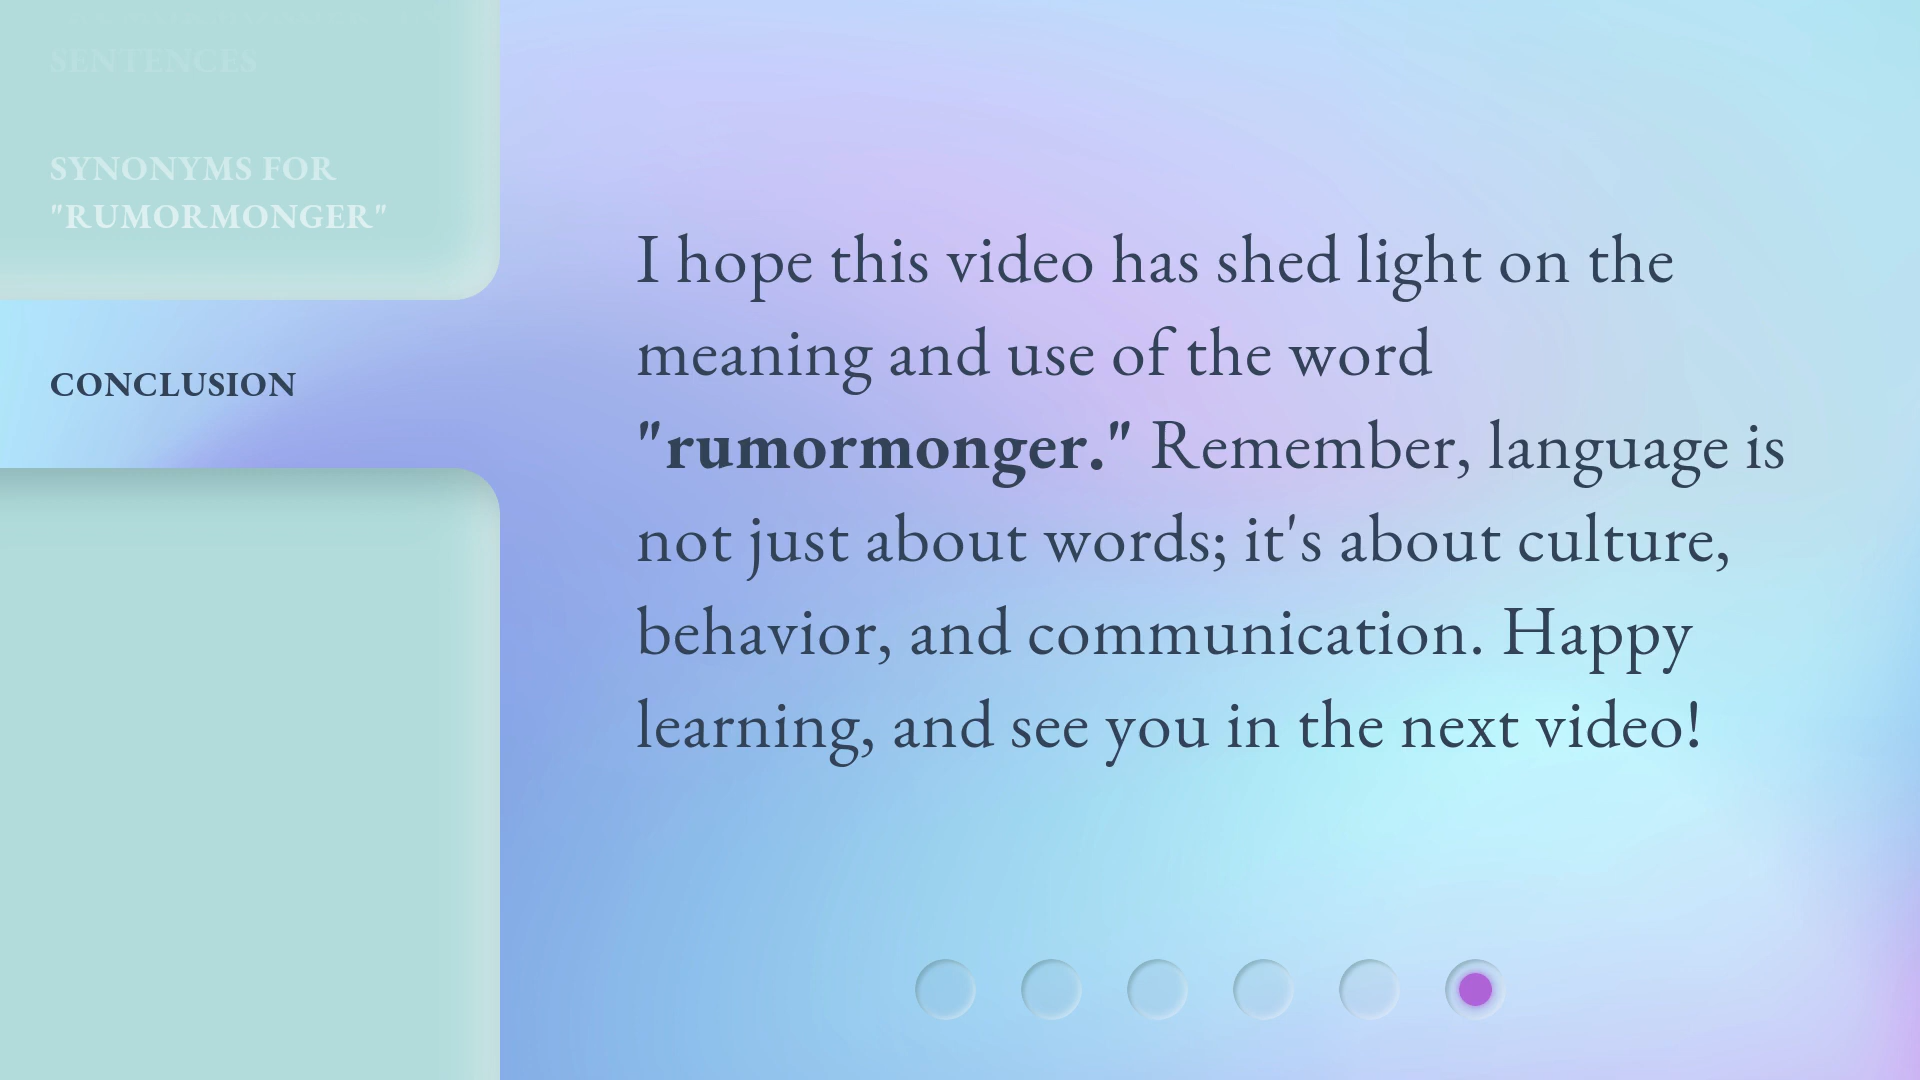 SENTENCES
SYNONYMS FOR
"RUMORMONGER"
CONCLUSION
I hope this video has shed light on the
meaning and use of the word
"rumormonger." Remember, language is
not just about words; it's about culture,
behavior, and communication. Happy
learning, and see you in the next video!